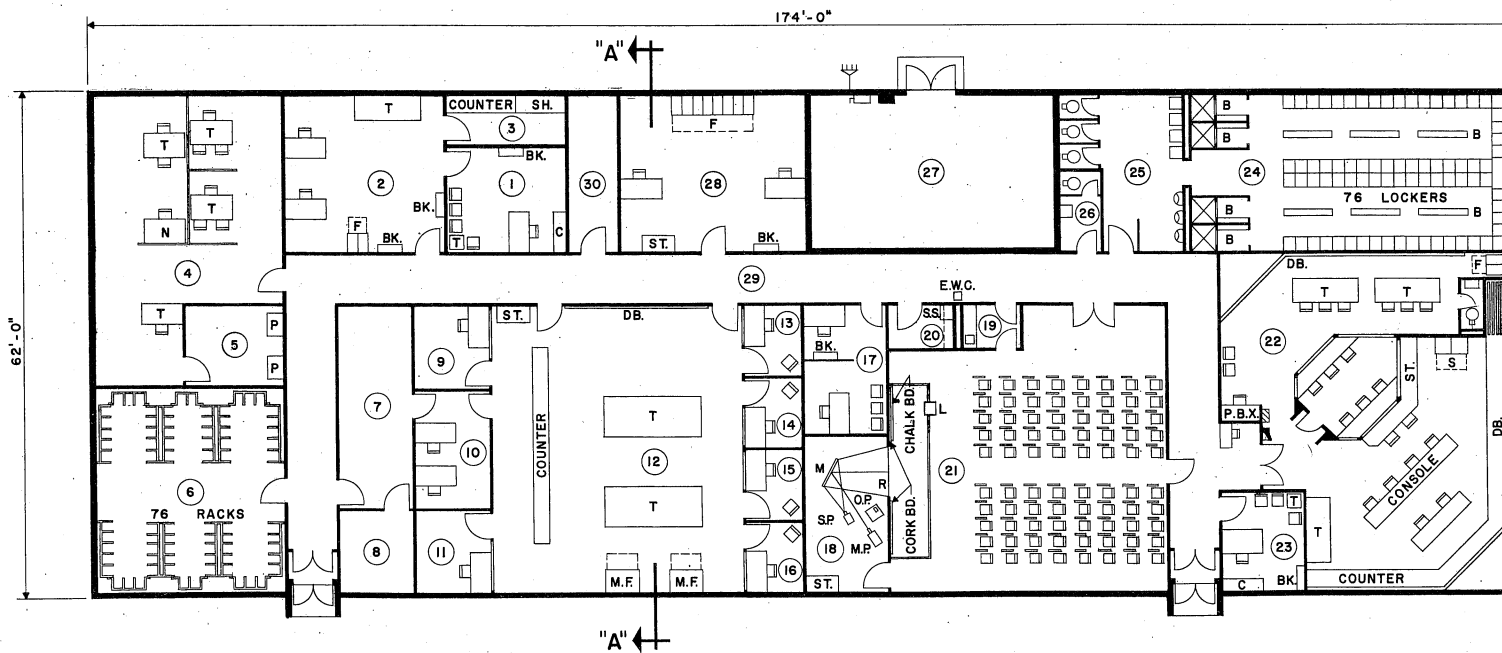 174'-0"
"A"
COUNTER SH. B
T 3 F B
T T BK. B
2 1 30 28 27 25 24
T BK. 26 B 76 LOCKERS B
N F T C ST. BK. B
BK.
4 29 E.W.C. DB. F
T P ST. DB. 13 S.S. 19 T T
5 9 BK. 17 20 22
P S
62'-0"
7 T 14 CHALK BD. L P.B.X. ST.
10 COUNTER 12 15 M 21 DB.
6 R CONSOLE
76 RACKS T O.P. T
S.P. CORK BD. T
8 11 18 M.P. 23
M.F. M.F. 16 ST. C BK. COUNTER
"A"